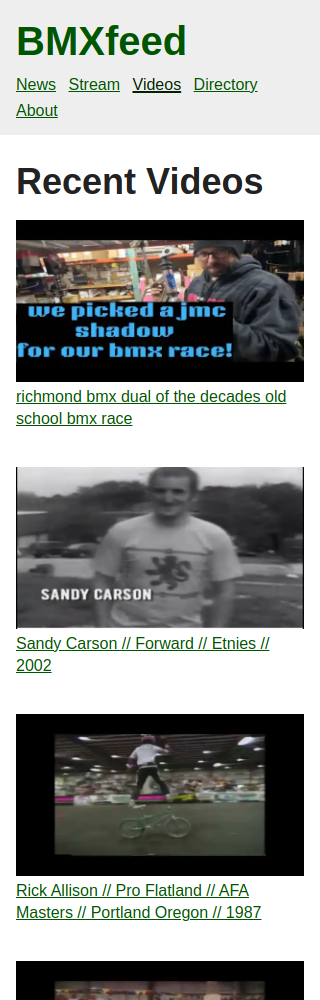 BMXfeed
News Stream Videos Directory
About
Recent Videos
we picked a jmc
shadow
for our bmx race!
richmond bmx dual of the decades old
school bmx race
SANDY CARSON
Sandy Carson // Forward // Etnies //
2002
Rick Allison // Pro Flatland // AFA
Masters // Portland Oregon // 1987